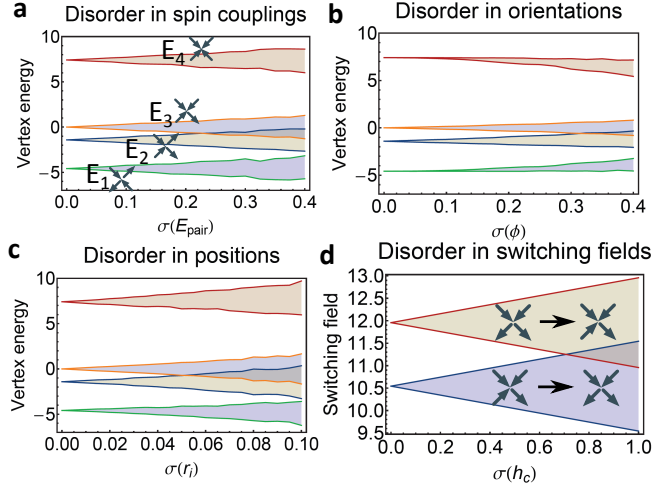 a
Disorder in spin couplings
Vertex energy
10
5
0
−5
E4
E3
E2
E1
0.0 0.1 0.2 0.3 0.4
σ(Epair)
b
Disorder in orientations
Vertex energy
10
5
0
−5
0.0 0.1 0.2 0.3 0.4
σ(ϕ)
c
Disorder in positions
Vertex energy
10
5
0
−5
0.00 0.02 0.04 0.06 0.08 0.10
σ(ri)
d
Disorder in switching fields
Switching field
13.0
12.5
12.0
11.5
11.0
10.5
10.0
9.5
0.0 0.2 0.4 0.6 0.8 1.0
σ(hc)